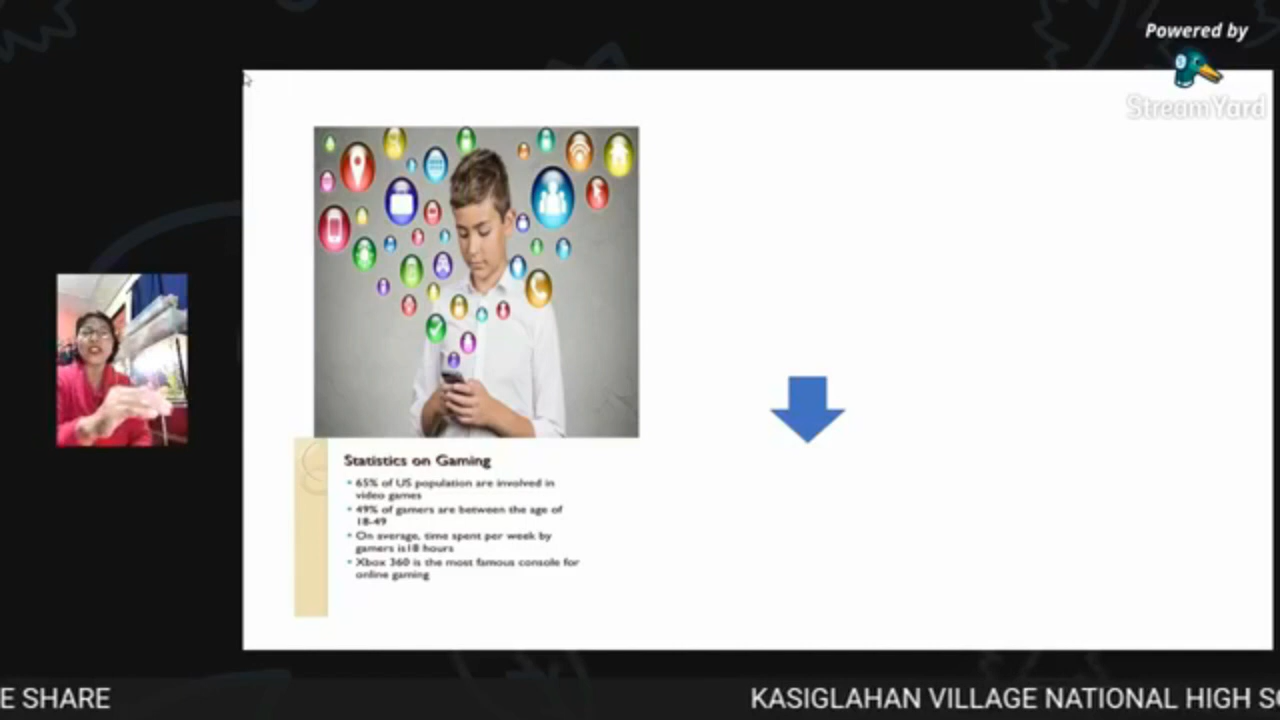 Powered by
StreamYard
Statistics on Gaming
• 65% of US population are involved in
video games
• 49% of gamers are between the age of
18-49
• On average, time spent per week by
gamers is18 hours
• Xbox 360 is the most famous console for
online gaming
E SHARE
KASIGLAHAN VILLAGE NATIONAL HIGH S